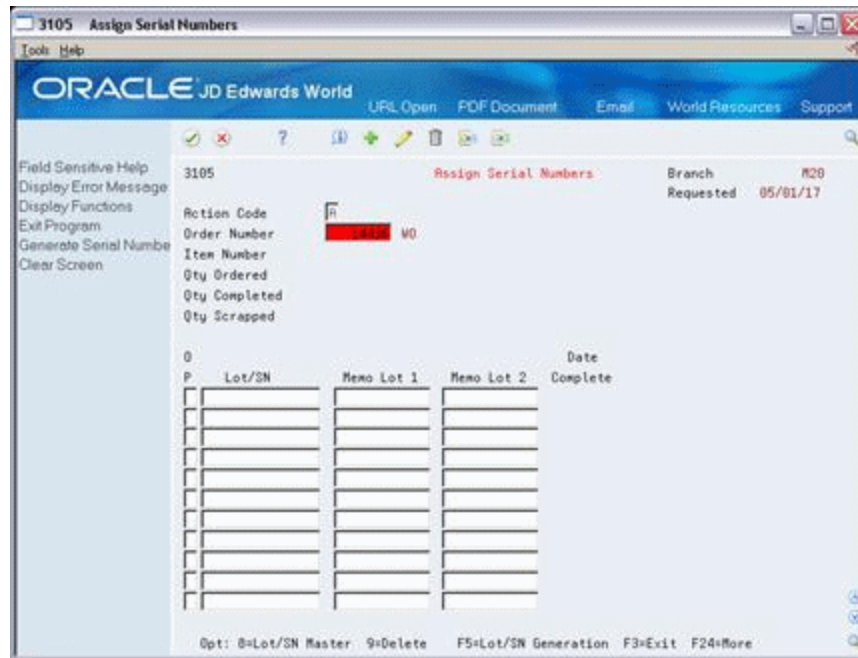 3105 Assign Serial Numbers
Tools Help
ORACLE JD Edwards World
URL Open PDF Document Email World Resources Support
Field Sensitive Help
Display Error Message
Display Functions
Exit Program
Generate Serial Numbe
Clear Screen
3105 Assign Serial Numbers Branch M20
Requested 05/01/17
Action Code
Order Number WO
Item Number
Qty Ordered
Qty Completed
Qty Scrapped
O Date
P Lot/SN Memo Lot 1 Memo Lot 2 Complete
Opt: 8=Lot/SN Master 9=Delete F5=Lot/SN Generation F3=Exit F24=More